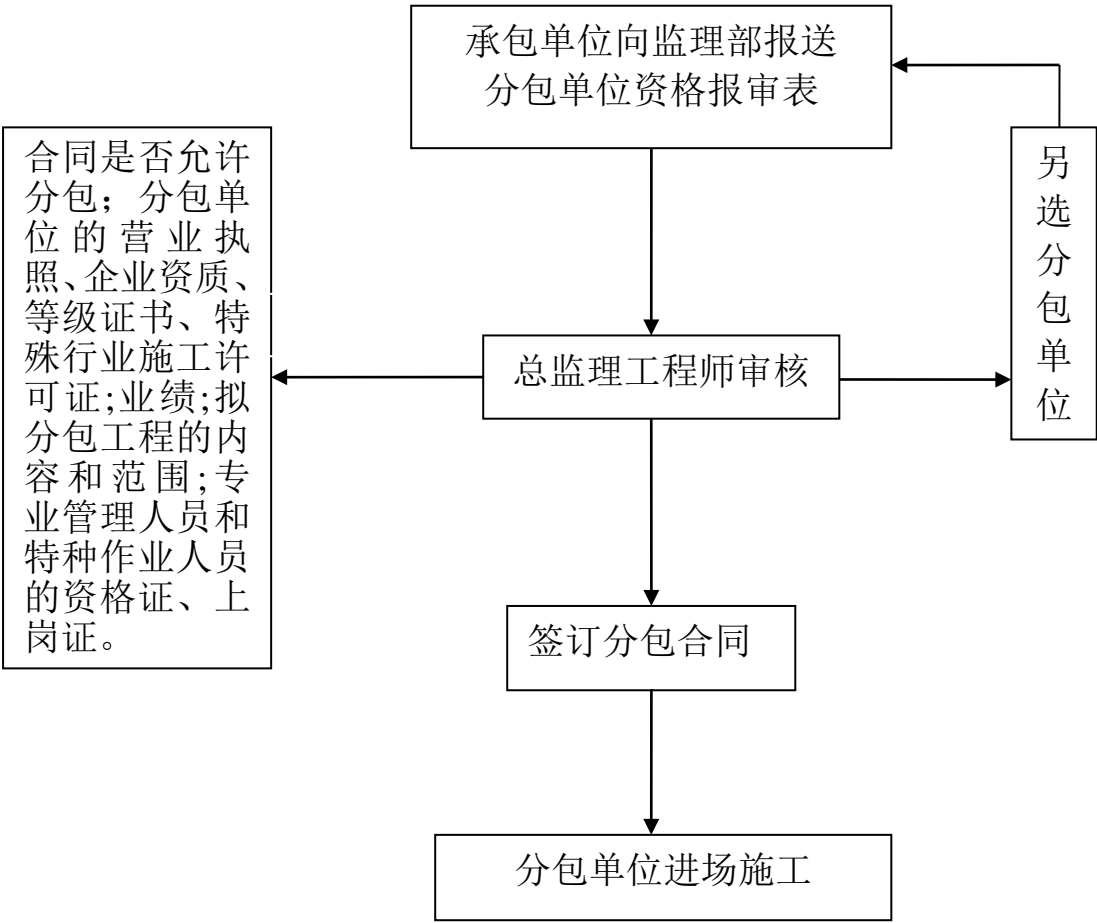 承包单位向监理部报送
分包单位资格报审表
合同是否允许
分包；分包单
位的营业执
照、企业资质、
等级证书、特
殊行业施工许
可证;业绩;拟
分包工程的内
容和范围;专
业管理人员和
特种作业人员
的资格证、上
岗证。
总监理工程师审核
另
选
分
包
单
位
签订分包合同
分包单位进场施工